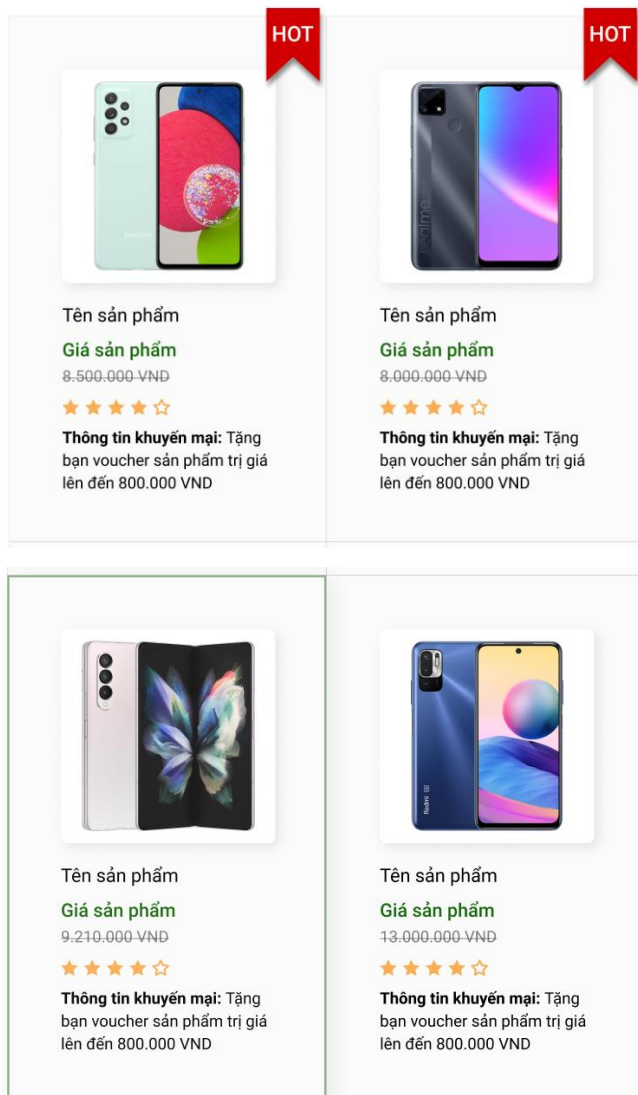 HOT
HOT
SAMSUNG
realme
Tên sản phẩm
Giá sản phẩm
8.500.000 VND
Thông tin khuyến mại: Tặng
bạn voucher sản phẩm trị giá
lên đến 800.000 VND
Tên sản phẩm
Giá sản phẩm
8.000.000 VND
Thông tin khuyến mại: Tặng
bạn voucher sản phẩm trị giá
lên đến 800.000 VND
Tên sản phẩm
Giá sản phẩm
9.210.000 VND
Thông tin khuyến mại: Tặng
bạn voucher sản phẩm trị giá
lên đến 800.000 VND
Redmi
Tên sản phẩm
Giá sản phẩm
13.000.000 VND
Thông tin khuyến mại: Tặng
bạn voucher sản phẩm trị giá
lên đến 800.000 VND